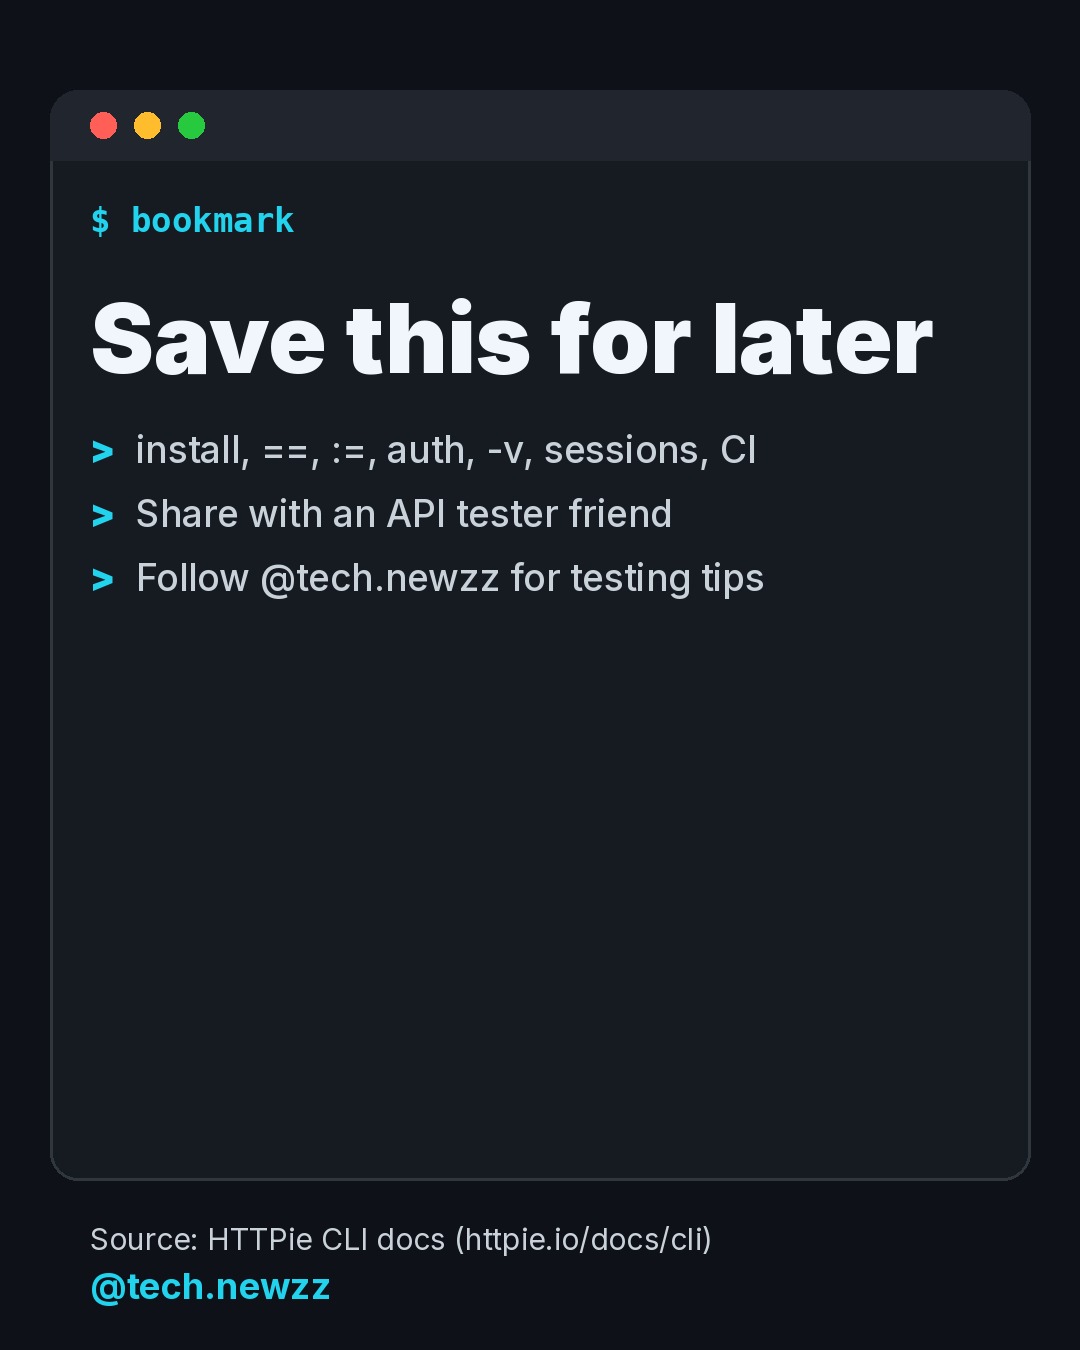 $ bookmark
Save this for later
> install, ==, :=, auth, -v, sessions, CI
> Share with an API tester friend
> Follow @tech.newzz for testing tips
Source: HTTPie CLI docs (httpie.io/docs/cli)
@tech.newzz